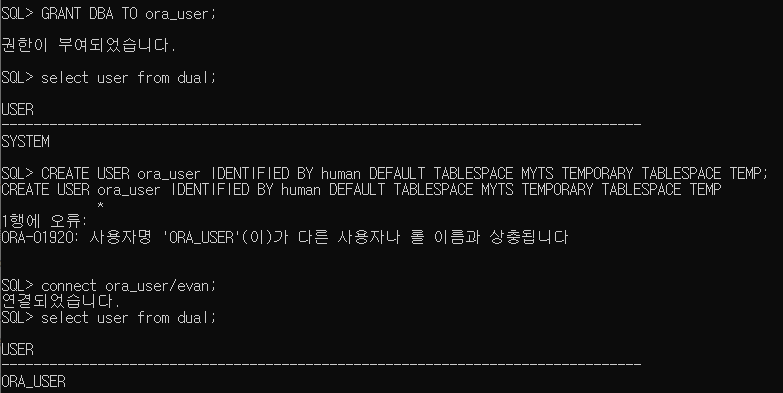 SQL> GRANT DBA TO ora_user;
권한이 부여되었습니다.
SQL> select user from dual;
USER
--------------------------------------------------------------------------------
SYSTEM
SQL> CREATE USER ora_user IDENTIFIED BY human DEFAULT TABLESPACE MYTS TEMPORARY TABLESPACE TEMP;
CREATE USER ora_user IDENTIFIED BY human DEFAULT TABLESPACE MYTS TEMPORARY TABLESPACE TEMP
            *
1행에 오류:
ORA-01920: 사용자명 'ORA_USER'(이)가 다른 사용자나 롤 이름과 상충됩니다
SQL> connect ora_user/evan;
연결되었습니다.
SQL> select user from dual;
USER
--------------------------------------------------------------------------------
ORA_USER